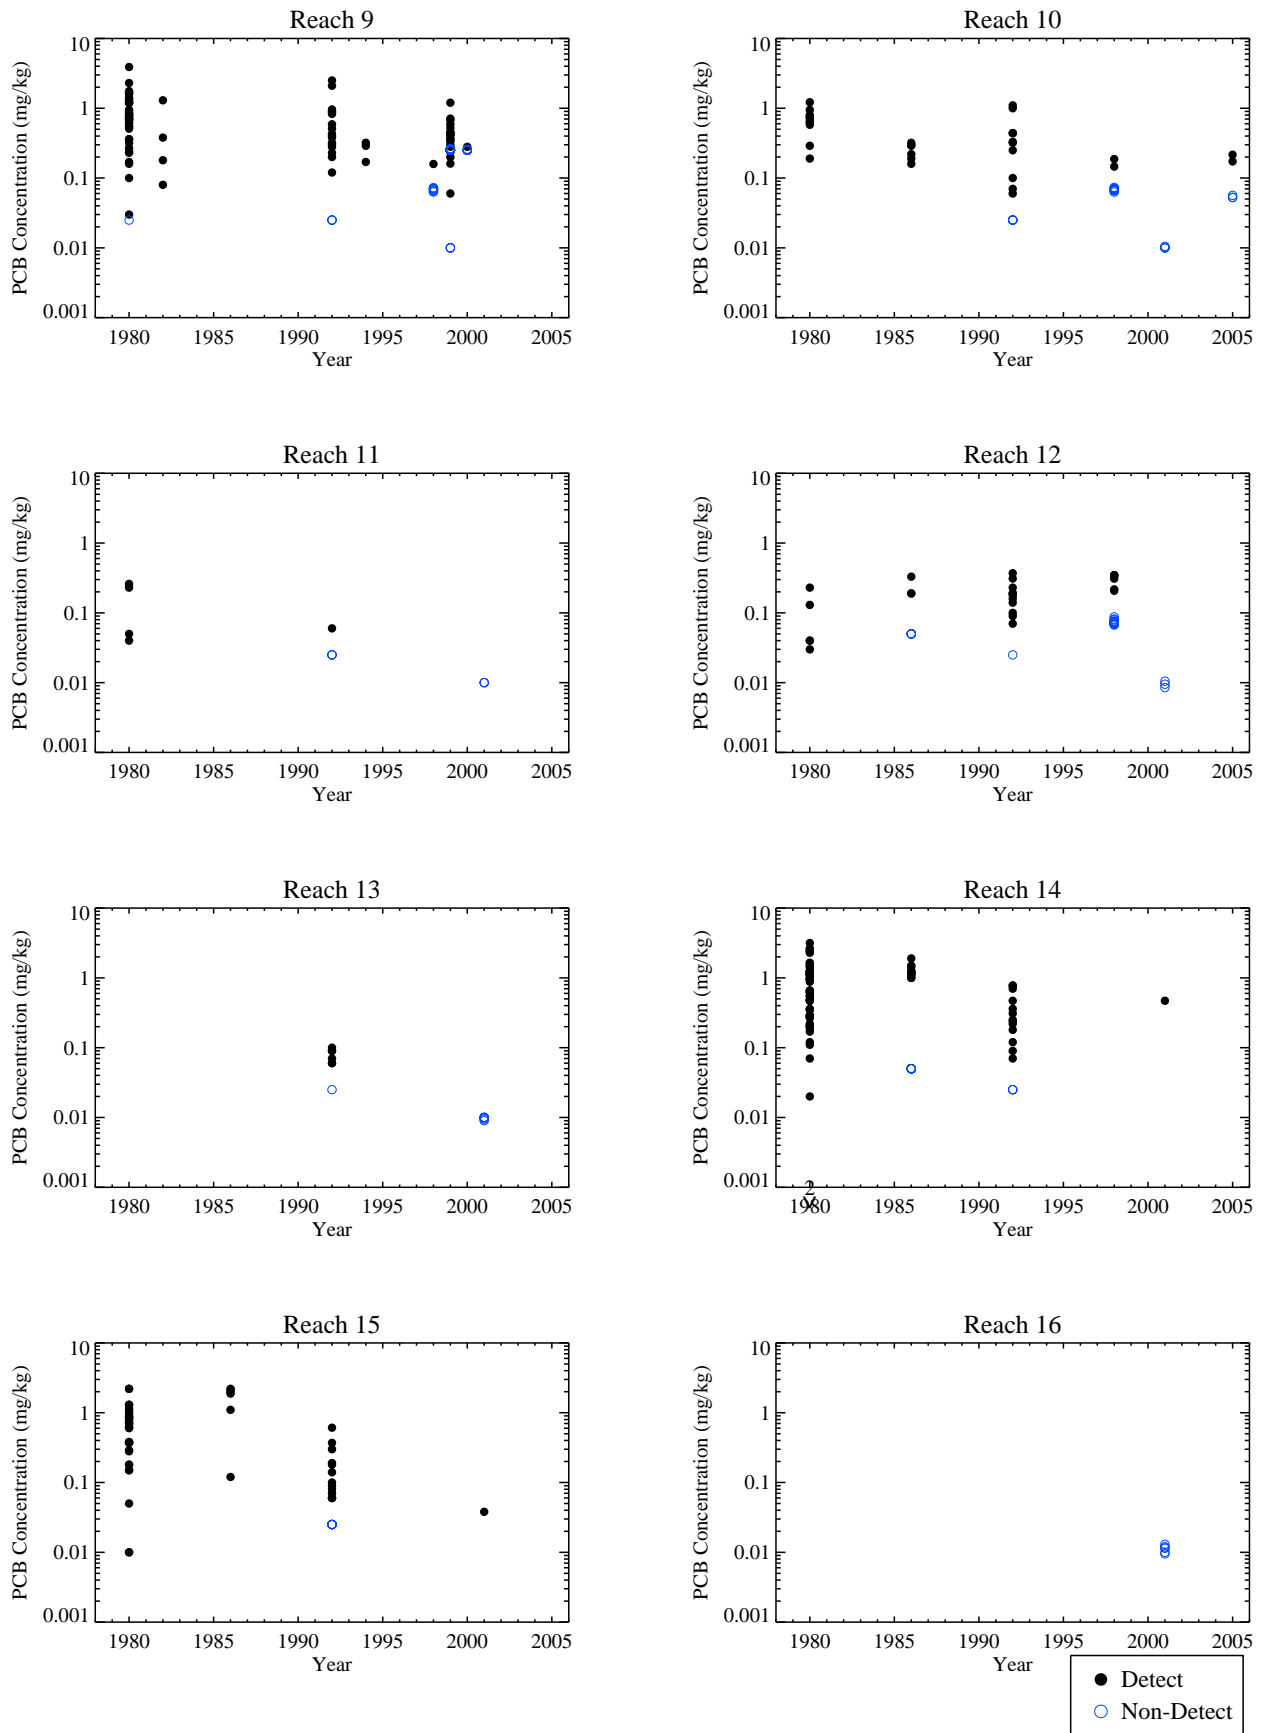 Reach 9
10
1
0.1
0.01
0.001
PCB Concentration (mg/kg)
1980 1985 1990 1995 2000 2005
Year
Reach 10
10
1
0.1
0.01
0.001
PCB Concentration (mg/kg)
1980 1985 1990 1995 2000 2005
Year
Reach 11
10
1
0.1
0.01
0.001
PCB Concentration (mg/kg)
1980 1985 1990 1995 2000 2005
Year
Reach 12
10
1
0.1
0.01
0.001
PCB Concentration (mg/kg)
1980 1985 1990 1995 2000 2005
Year
Reach 13
10
1
0.1
0.01
0.001
PCB Concentration (mg/kg)
1980 1985 1990 1995 2000 2005
Year
Reach 14
10
1
0.1
0.01
0.001
PCB Concentration (mg/kg)
2
1980 1985 1990 1995 2000 2005
Year
Reach 15
10
1
0.1
0.01
0.001
PCB Concentration (mg/kg)
1980 1985 1990 1995 2000 2005
Year
Reach 16
10
1
0.1
0.01
0.001
PCB Concentration (mg/kg)
1980 1985 1990 1995 2000 2005
Year
Detect
Non-Detect